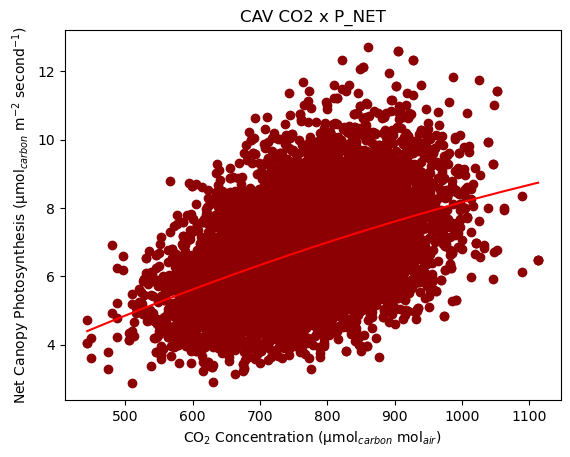 CAV CO2 x P_NET
Net Canopy Photosynthesis (μmol_carbon m⁻² second⁻¹)
12
10
8
6
4
500 600 700 800 900 1000 1100
CO₂ Concentration (μmol_carbon mol_air)